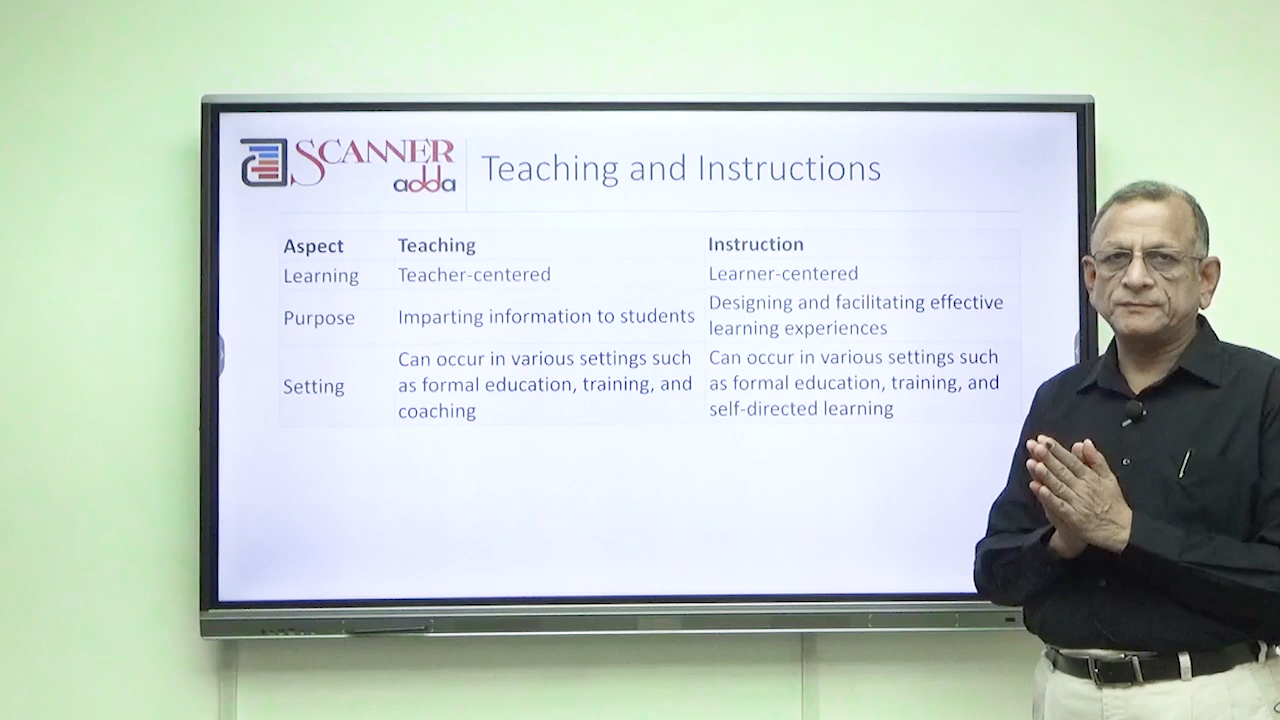 SCANNER
adda
Teaching and Instructions
Aspect Teaching Instruction
Learning Teacher-centered Learner-centered
Purpose Imparting information to students Designing and facilitating effective
learning experiences
Setting Can occur in various settings such
as formal education, training, and
coaching
Can occur in various settings such
as formal education, training, and
self-directed learning